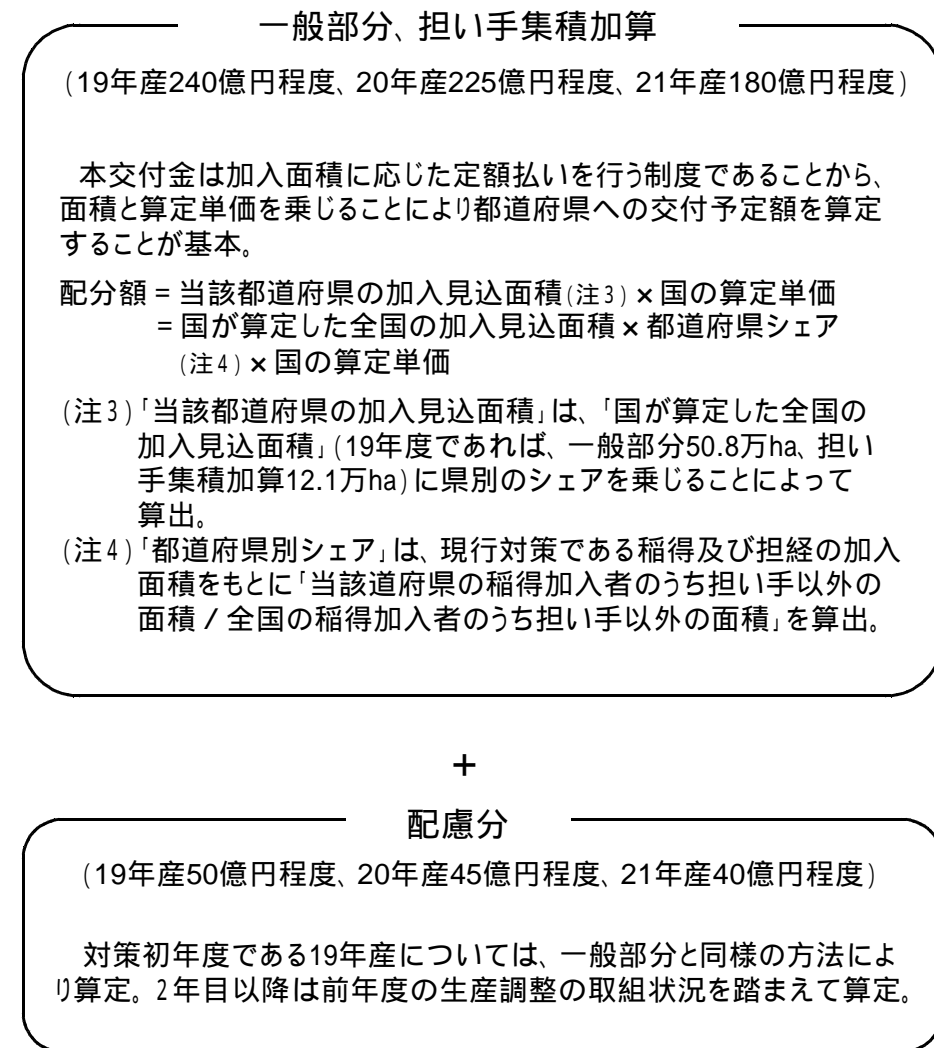 一般部分、担い手集積加算
(19年産240億円程度、20年産225億円程度、21年産180億円程度)
本交付金は加入面積に応じた定額払いを行う制度であることから、
面積と算定単価を乗じることにより都道府県への交付予定額を算定
することが基本。
配分額 = 当該都道府県の加入見込面積(注3)×国の算定単価
= 国が算定した全国の加入見込面積×都道府県シェア
(注4)×国の算定単価
(注3)「当該都道府県の加入見込面積」は、「国が算定した全国の
加入見込面積」(19年度であれば、一般部分50.8万ha、担い
手集積加算12.1万ha)に県別のシェアを乗じることによって
算出。
(注4)「都道府県別シェア」は、現行対策である稲得及び担経の加入
面積をもとに「当該道府県の稲得加入者のうち担い手以外の
面積/全国の稲得加入者のうち担い手以外の面積」を算出。
+
配慮分
(19年産50億円程度、20年産45億円程度、21年産40億円程度)
対策初年度である19年産については、一般部分と同様の方法によ
り算定。2年目以降は前年度の生産調整の取組状況を踏まえて算定。